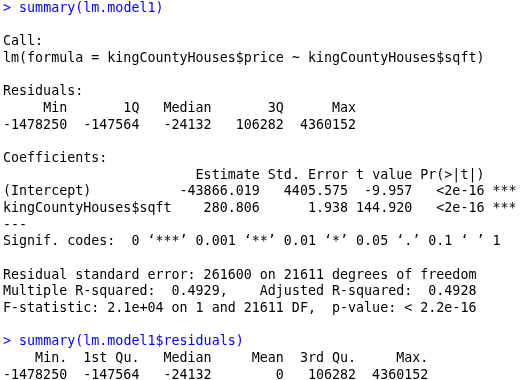 > summary(lm.model1)
Call:
lm(formula = kingCountyHouses$price ~ kingCountyHouses$sqft)
Residuals:
     Min       1Q   Median       3Q      Max
-1478250  -147564   -24132   106282  4360152
Coefficients:
                        Estimate Std. Error t value Pr(>|t|)
(Intercept)           -43866.019   4405.575  -9.957   <2e-16 ***
kingCountyHouses$sqft    280.806      1.938 144.920   <2e-16 ***
---
Signif. codes:  0 ‘***’ 0.001 ‘**’ 0.01 ‘*’ 0.05 ‘.’ 0.1 ‘ ’ 1
Residual standard error: 261600 on 21611 degrees of freedom
Multiple R-squared:  0.4929,    Adjusted R-squared:  0.4928
F-statistic: 2.1e+04 on 1 and 21611 DF,  p-value: < 2.2e-16
> summary(lm.model1$residuals)
    Min.  1st Qu.   Median     Mean  3rd Qu.     Max.
-1478250  -147564   -24132        0   106282  4360152